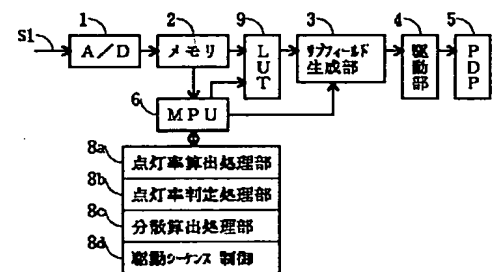 S1
1
A/D
2
メモリ
9
LUT
3
サブフィールド
生成部
4
駆動部
5
PDP
6
MPU
8a
点灯率算出処理部
8b
点灯率判定処理部
8c
分散算出処理部
8d
駆動シーケンス 制御